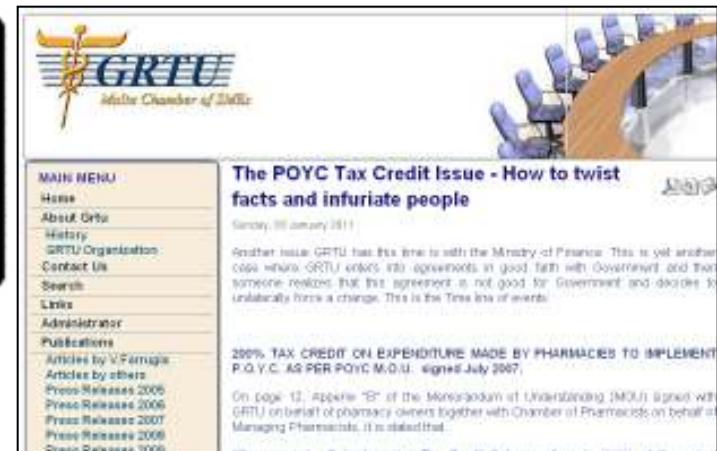 GRTU
Malta Chamber of SMEs
MAIN MENU
Home
About Grtu
History
GRTU Organization
Contact Us
Search
Links
Administrator
Publications
Articles by V.Farrugia
Articles by others
Press Releases 2005
Press Releases 2006
Press Releases 2007
Press Releases 2008
Press Releases 2009
The POYC Tax Credit Issue - How to twist
facts and infuriate people
January 2011
Another issue GRTU has this time is with the Ministry of Finance. This is yet another
case where GRTU enters into agreements in good faith with Government and then
someone realizes that this agreement is not good for Government and decides to
unilaterally force a change. This is the Time line of events:
200% TAX CREDIT ON EXPENDITURE MADE BY PHARMACIES TO IMPLEMENT
P.O.Y.C. AS PER POYC M.O.U. signed July 2007.
On page 12, "B" of the Memorandum of Understanding (MOU) signed with
GRTU on behalf of pharmacy owners together with Chamber of Pharmacists on behalf of
Managing Pharmacists, it is stated that